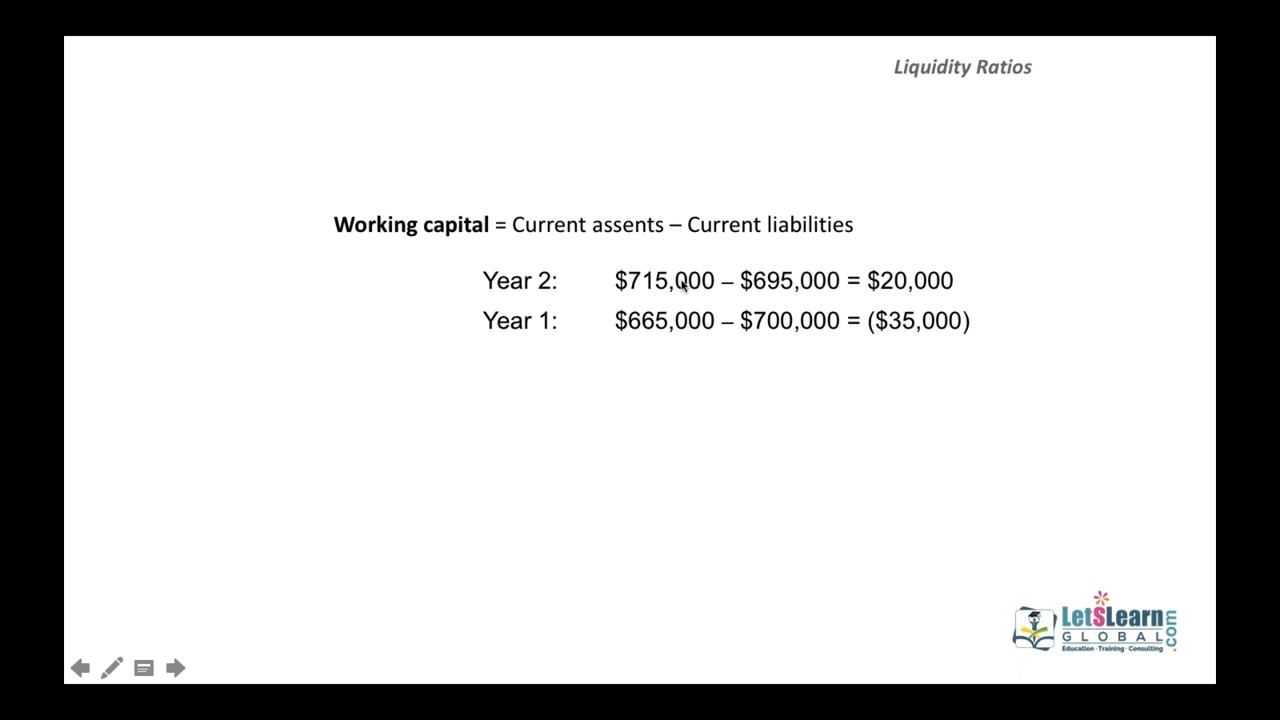 Liquidity Ratios
Working capital = Current assents – Current liabilities
Year 2: $715,000 – $695,000 = $20,000
Year 1: $665,000 – $700,000 = ($35,000)
LetSLearn
GLOBAL
.com
Education · Training · Consulting